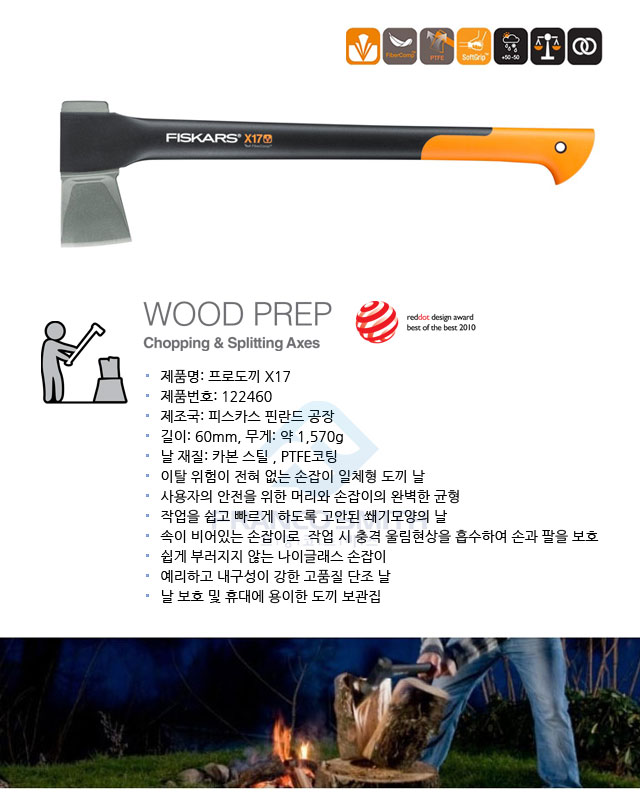 FiberComp™
PTFE
SoftGrip™
+50 -50
FISKARS® X17
WOOD PREP
Chopping & Splitting Axes
reddot design award
best of the best 2010
제품명: 프로도끼 X17
제품번호: 122460
제조국: 피스카스 핀란드 공장
길이: 60mm, 무게: 약 1,570g
날 재질: 카본 스틸 , PTFE코팅
이탈 위험이 전혀 없는 손잡이 일체형 도끼 날
사용자의 안전을 위한 머리와 손잡이의 완벽한 균형
작업을 쉽고 빠르게 하도록 고안된 쐐기모양의 날
속이 비어있는 손잡이로 작업 시 충격 울림현상을 흡수하여 손과 팔을 보호
쉽게 부러지지 않는 나이글래스 손잡이
예리하고 내구성이 강한 고품질 단조 날
날 보호 및 휴대에 용이한 도끼 보관집
FRANCO SMITH